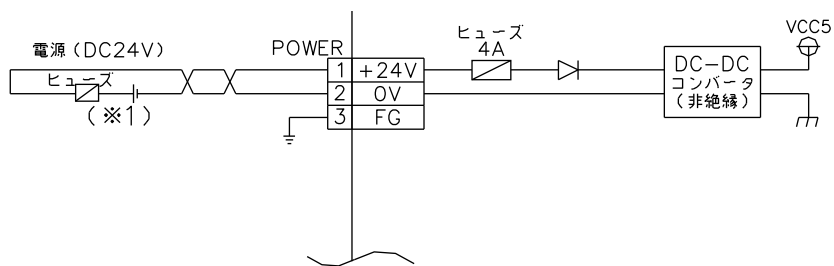 電源(DC24V)
ヒューズ
(※1)
POWER
1 +24V
2 0V
3 FG
ヒューズ
4A
DC-DC
コンバータ
(非絶縁)
VCC5